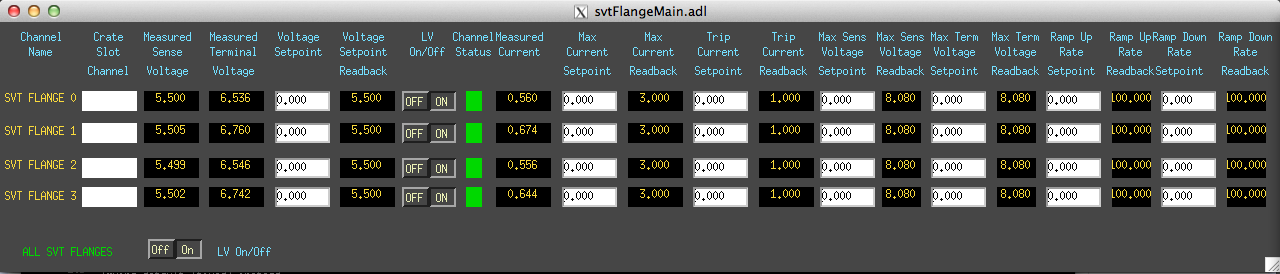 svtFlangeMain.adl
Channel Crate Measured Measured Voltage Voltage LV Channel Measured Max Max Trip Trip Max Sens Max Sens Max Term Max Term Ramp Up Ramp Up Ramp Down Ramp Down
Name Slot Sense Terminal Setpoint Setpoint On/Off Status Current Current Current Current Current Voltage Voltage Voltage Voltage Rate Rate Rate Rate
Channel Voltage Voltage Readback Setpoint Readback Setpoint Readback Setpoint Readback Setpoint Readback Setpoint Readback Setpoint Readback
SVT FLANGE 0 5.500 6.536 0.000 5.500 OFF ON 0.560 0.000 3.000 0.000 1.000 0.000 8.080 0.000 8.080 0.000 100.000 0.000 100.000
SVT FLANGE 1 5.505 6.760 0.000 5.500 OFF ON 0.674 0.000 3.000 0.000 1.000 0.000 8.080 0.000 8.080 0.000 100.000 0.000 100.000
SVT FLANGE 2 5.499 6.546 0.000 5.500 OFF ON 0.556 0.000 3.000 0.000 1.000 0.000 8.080 0.000 8.080 0.000 100.000 0.000 100.000
SVT FLANGE 3 5.502 6.742 0.000 5.500 OFF ON 0.644 0.000 3.000 0.000 1.000 0.000 8.080 0.000 8.080 0.000 100.000 0.000 100.000
ALL SVT FLANGES Off On LV On/Off